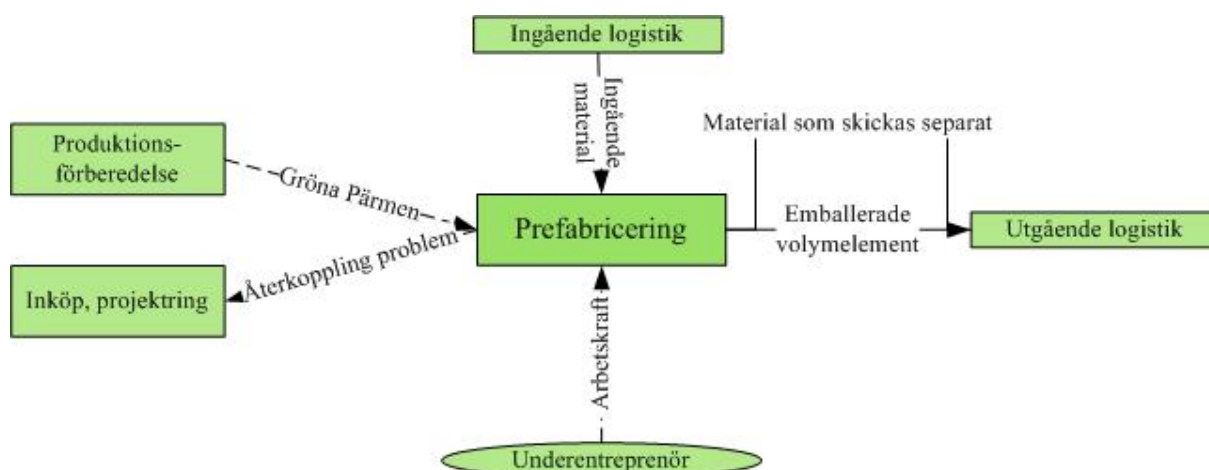 Ingående logistik
Ingående
material
Produktions-
förberedelse
Gröna Pärmen
Material som skickas separat
Prefabricering
Emballerade
volymelement
Utgående logistik
Återkoppling problem
Inköp, projektring
Arbetskraft
Underentreprenör